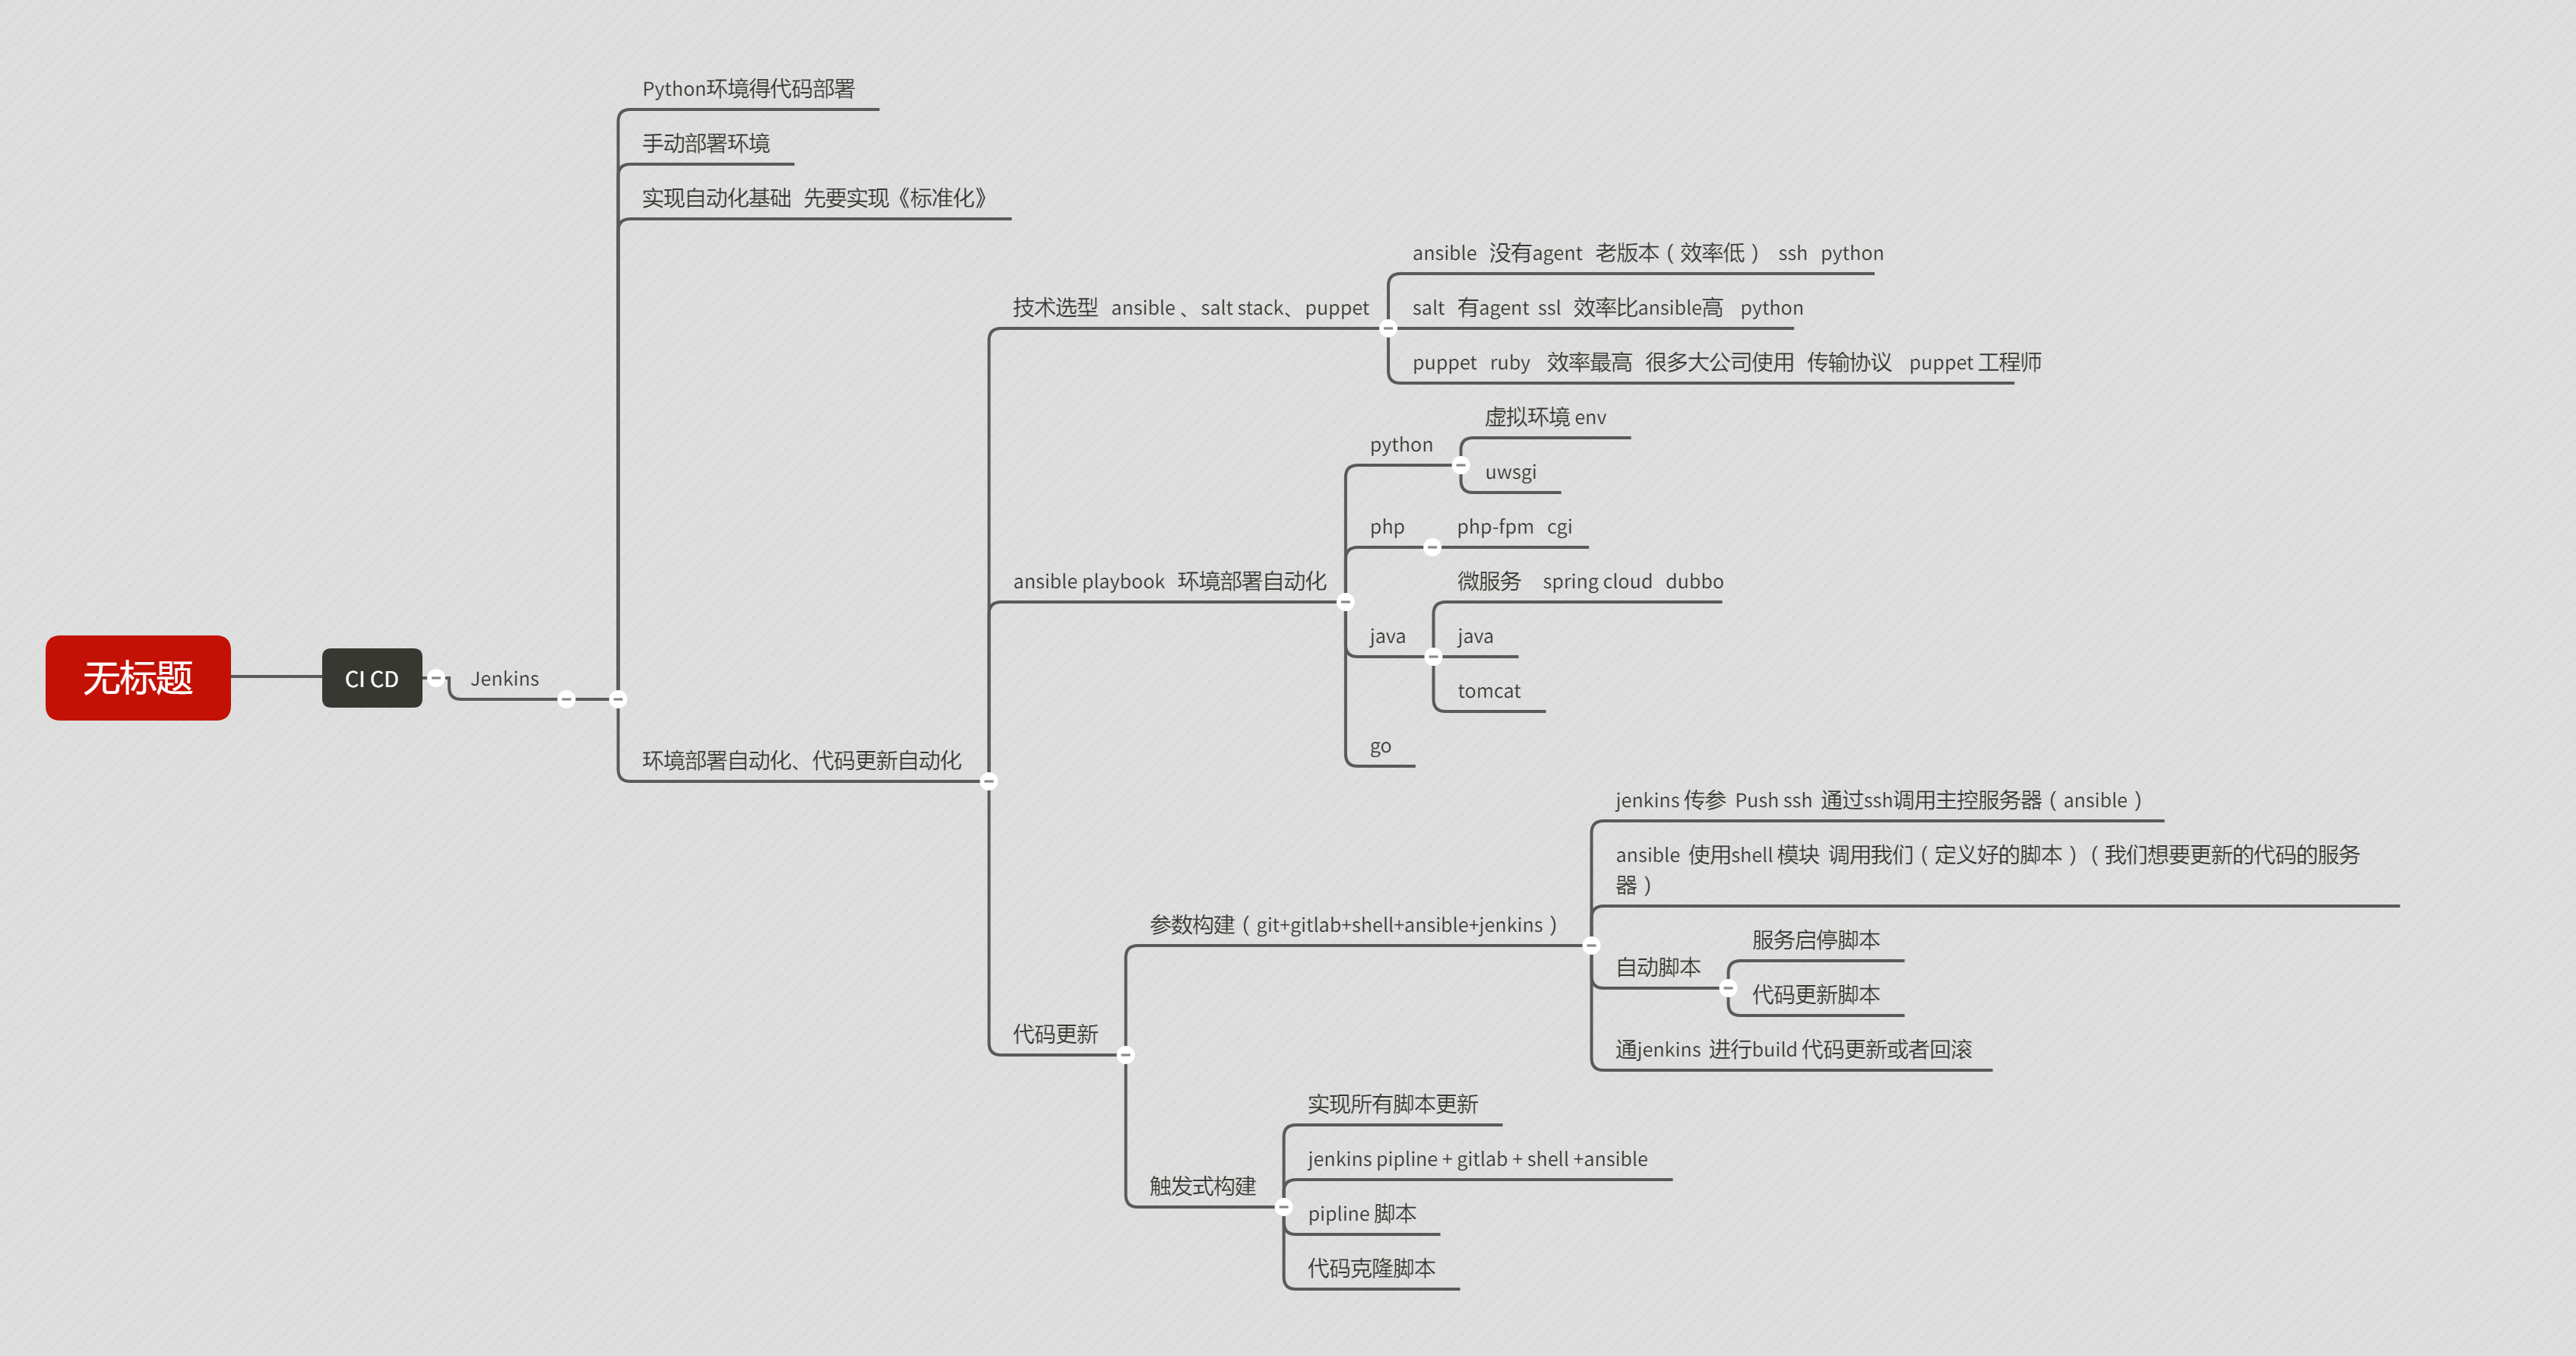 Python环境得代码部署
手动部署环境
实现自动化基础 先要实现《标准化》
ansible 没有agent 老版本（效率低） ssh python
技术选型 ansible 、salt stack、puppet
salt 有agent ssl 效率比ansible高 python
puppet ruby 效率最高 很多大公司使用 传输协议 puppet 工程师
虚拟环境 env
python
uwsgi
php
php-fpm cgi
ansible playbook 环境部署自动化
微服务 spring cloud dubbo
java
java
tomcat
go
无标题
CI CD
Jenkins
环境部署自动化、代码更新自动化
jenkins 传参 Push ssh 通过ssh调用主控服务器（ansible）
ansible 使用shell 模块 调用我们（定义好的脚本）（我们想要更新的代码的服务
器）
参数构建（git+gitlab+shell+ansible+jenkins）
服务启停脚本
自动脚本
代码更新脚本
通jenkins 进行build 代码更新或者回滚
代码更新
实现所有脚本更新
jenkins pipline + gitlab + shell +ansible
触发式构建
pipline 脚本
代码克隆脚本